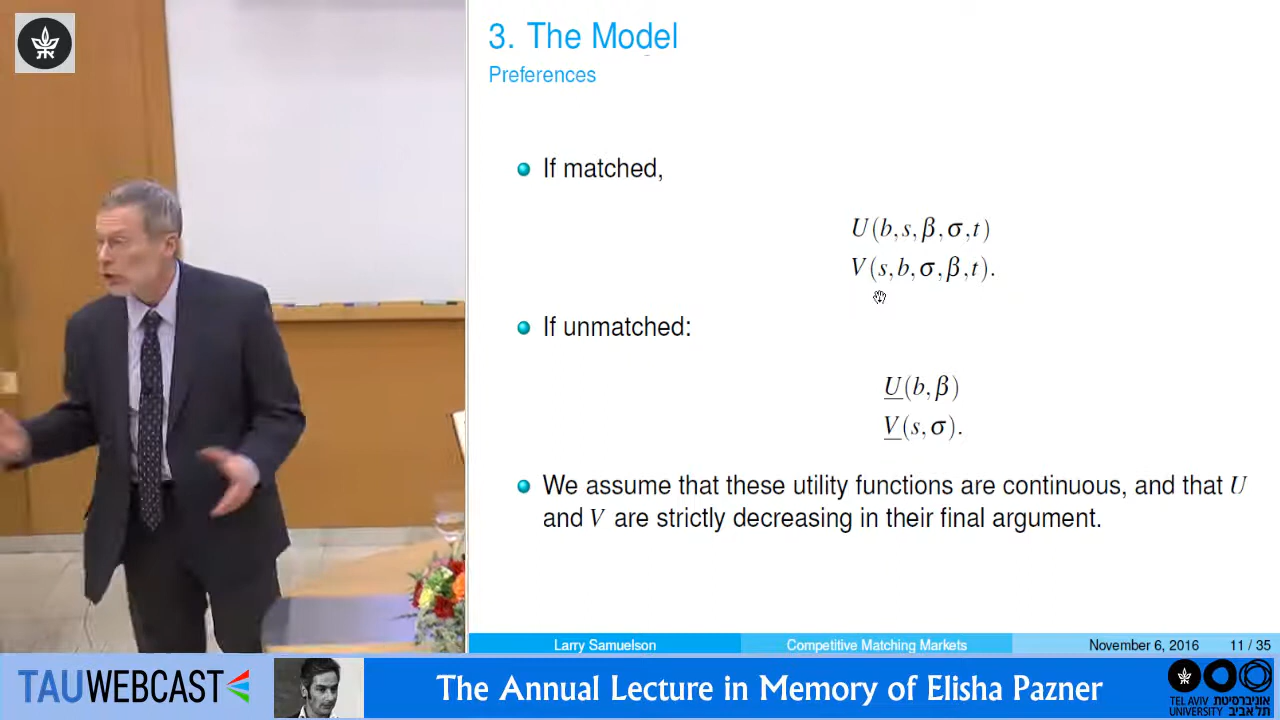 3. The Model
Preferences
If matched,
U(b,s,β,σ,t)
V(s,b,σ,β,t).
If unmatched:
U(b,β)
V(s,σ).
We assume that these utility functions are continuous, and that U
and V are strictly decreasing in their final argument.
Larry Samuelson Competitive Matching Markets November 6, 2016 11 / 35
TAUWEBCAST The Annual Lecture in Memory of Elisha Pazner
TEL AVIV אוניברסיטת
UNIVERSITY תל אביב